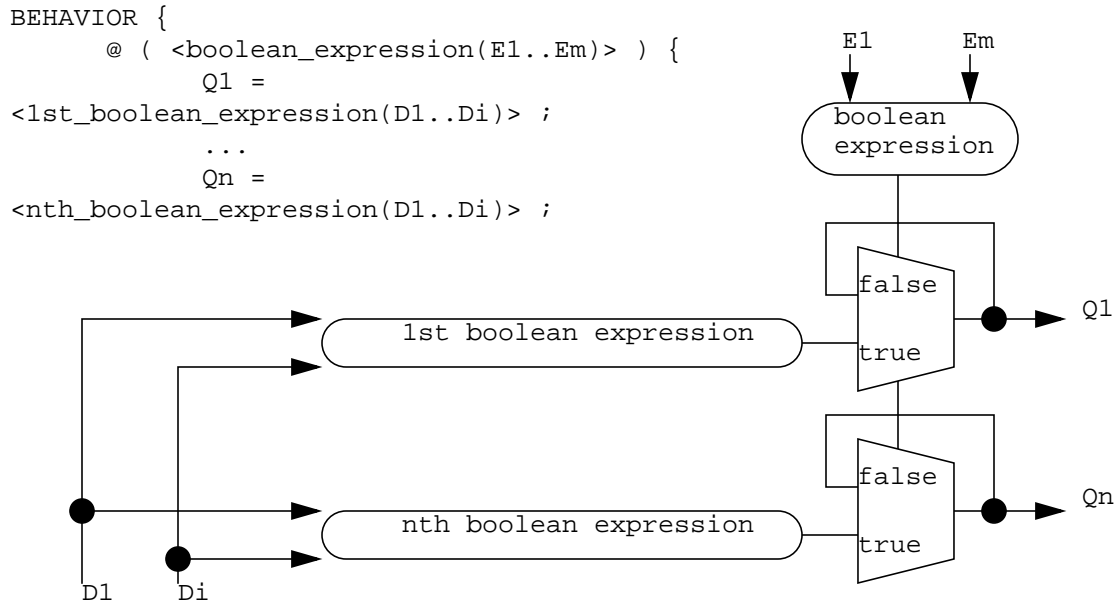 BEHAVIOR {
@ ( <boolean_expression(E1..Em)> ) {
Q1 =
<1st_boolean_expression(D1..Di)> ;
...
Qn =
<nth_boolean_expression(D1..Di)> ;
E1 Em
boolean
expression
false
Q1
1st boolean expression
true
false
Qn
nth boolean expression
true
D1 Di